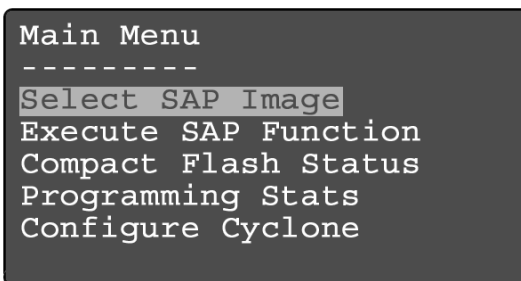 Main Menu
---------
Select SAP Image
Execute SAP Function
Compact Flash Status
Programming Stats
Configure Cyclone